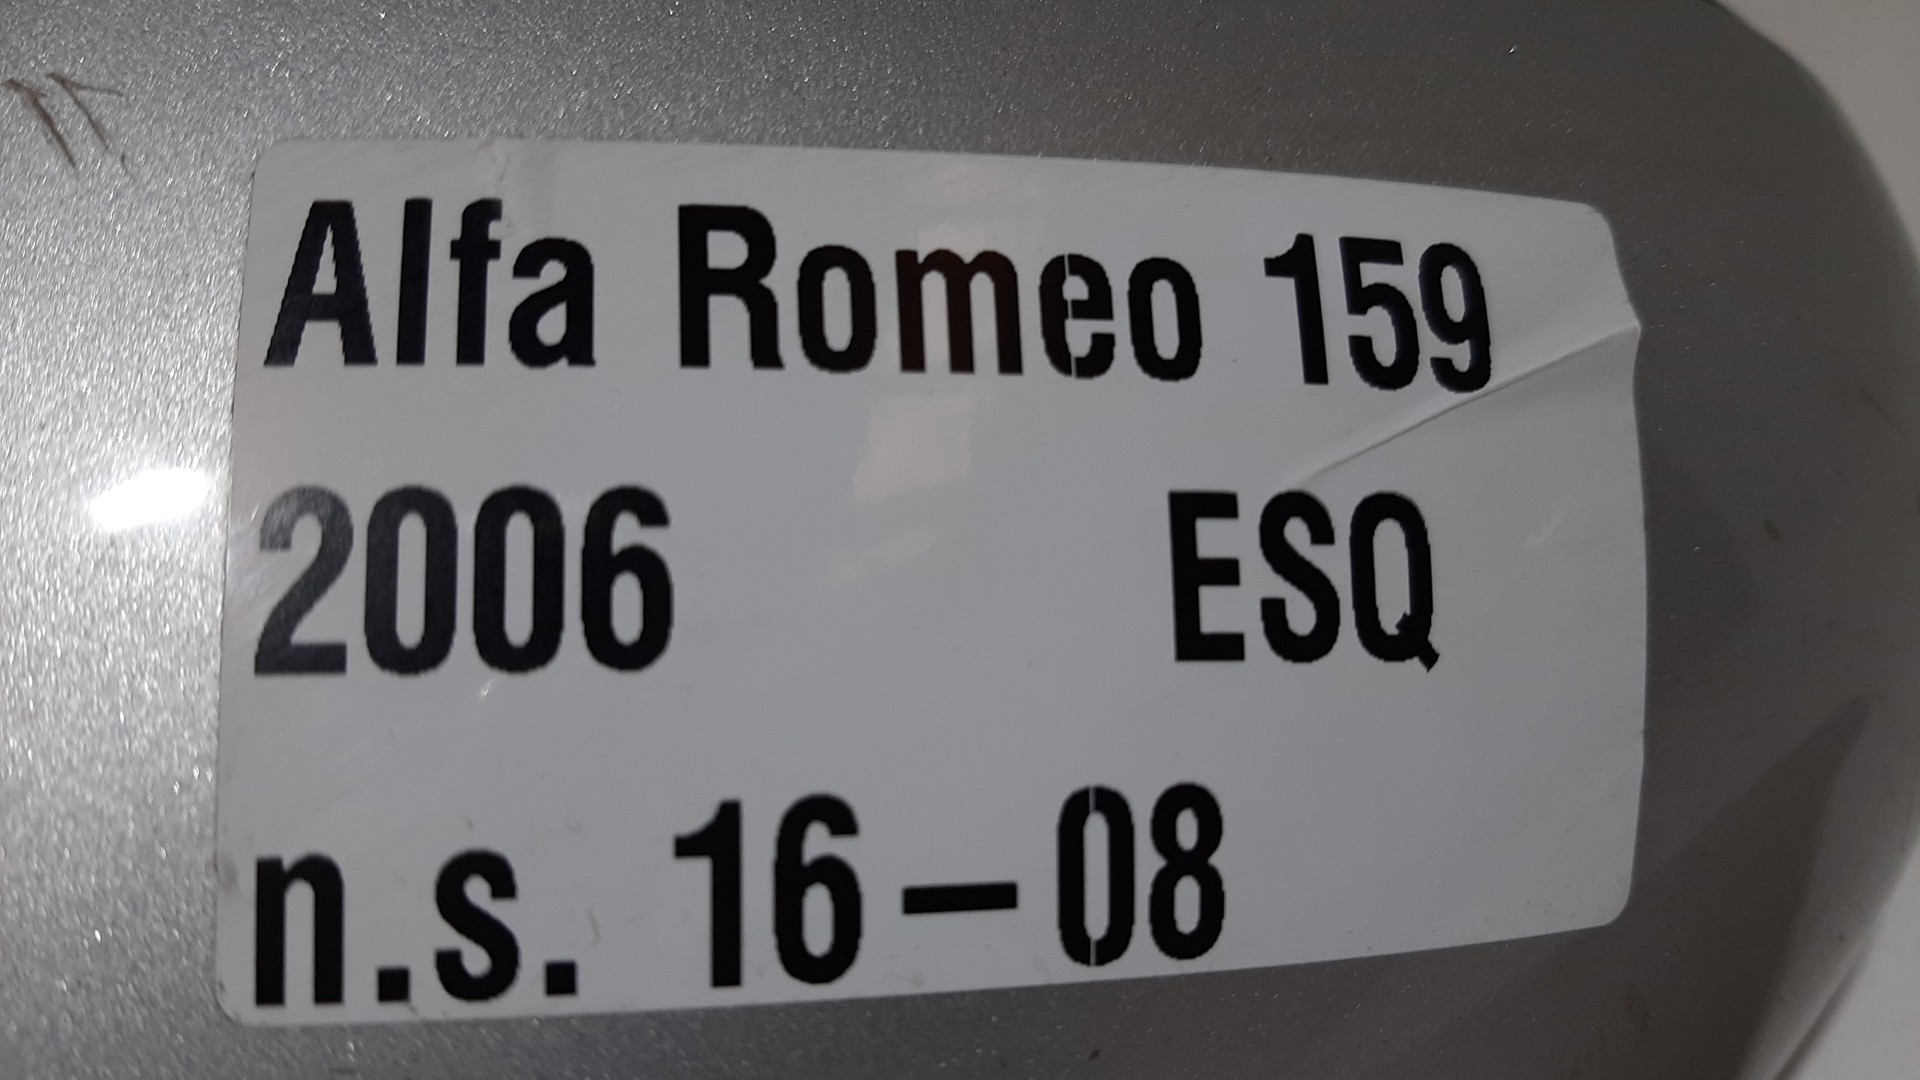 Alfa Romeo 159
2006 ESQ
n.s. 16-08